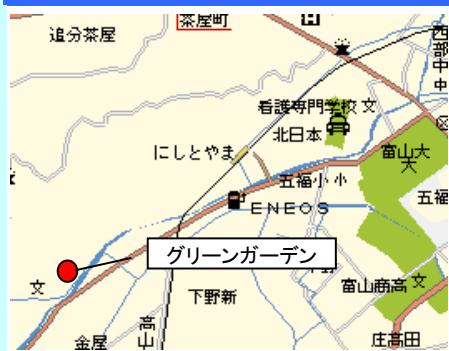 茶屋町
追分茶屋
西部中
中
看護専門学校 文
北日本
にしとやま
富山大
大
五福小 小
五福
ENEOS
グリーンガーデン
文
下野新
富山商高 文
高山
金屋
庄高田